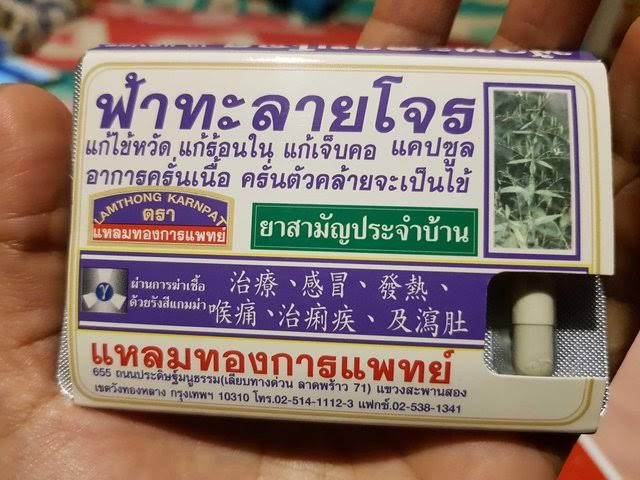 ฟ้าทะลายโจร
แก้ไข้หวัด แก้ร้อนใน แก้เจ็บคอ แคปซูล
อาการครั่นเนื้อ ครั่นตัวคล้ายจะเป็นไข้
LAMTHONG KARNPAT
ตรา
แหลมทองการแพทย์
ยาสามัญประจำบ้าน
γ
ผ่านการฆ่าเชื้อ
ด้วยรังสีแกมม่า
治療、感冒、發熱、
喉痛、治痢疾、及瀉肚
แหลมทองการแพทย์
655 ถนนประดิษฐ์มนูธรรม(เลียบทางด่วน ลาดพร้าว 71) แขวงสะพานสอง
เขตวังทองหลาง กรุงเทพฯ 10310 โทร.02-514-1112-3 แฟกซ์.02-538-1341